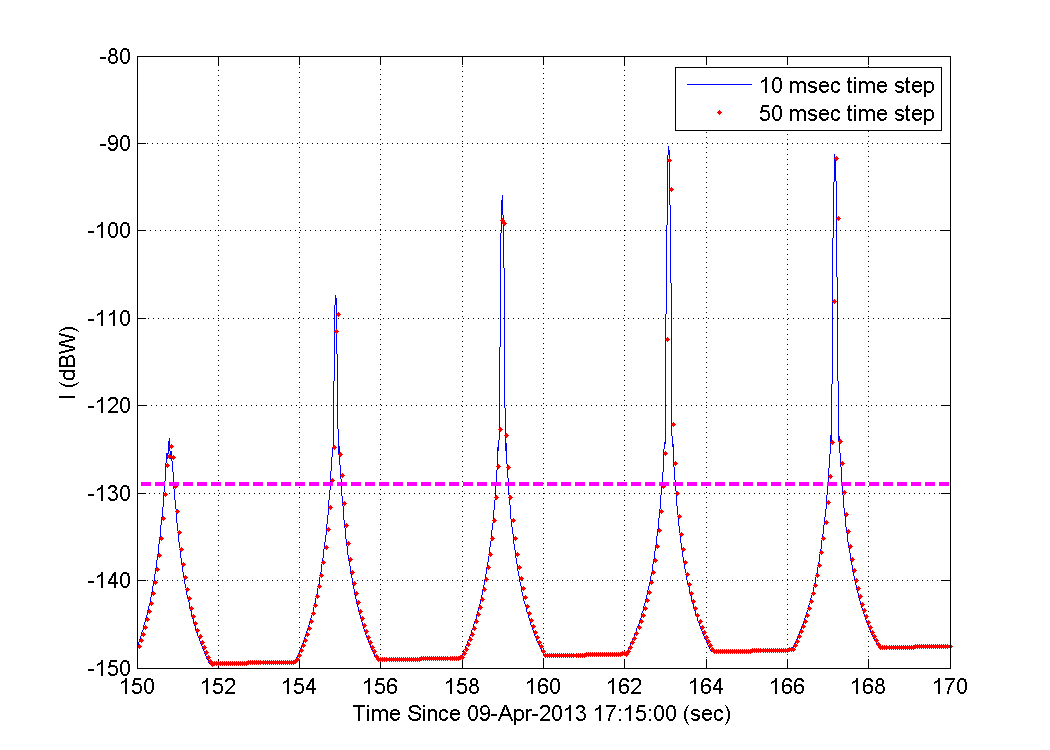 -80
-90
-100
-110
-120
-130
-140
-150
I (dBW)
10 msec time step
50 msec time step
150 152 154 156 158 160 162 164 166 168 170
Time Since 09-Apr-2013 17:15:00 (sec)